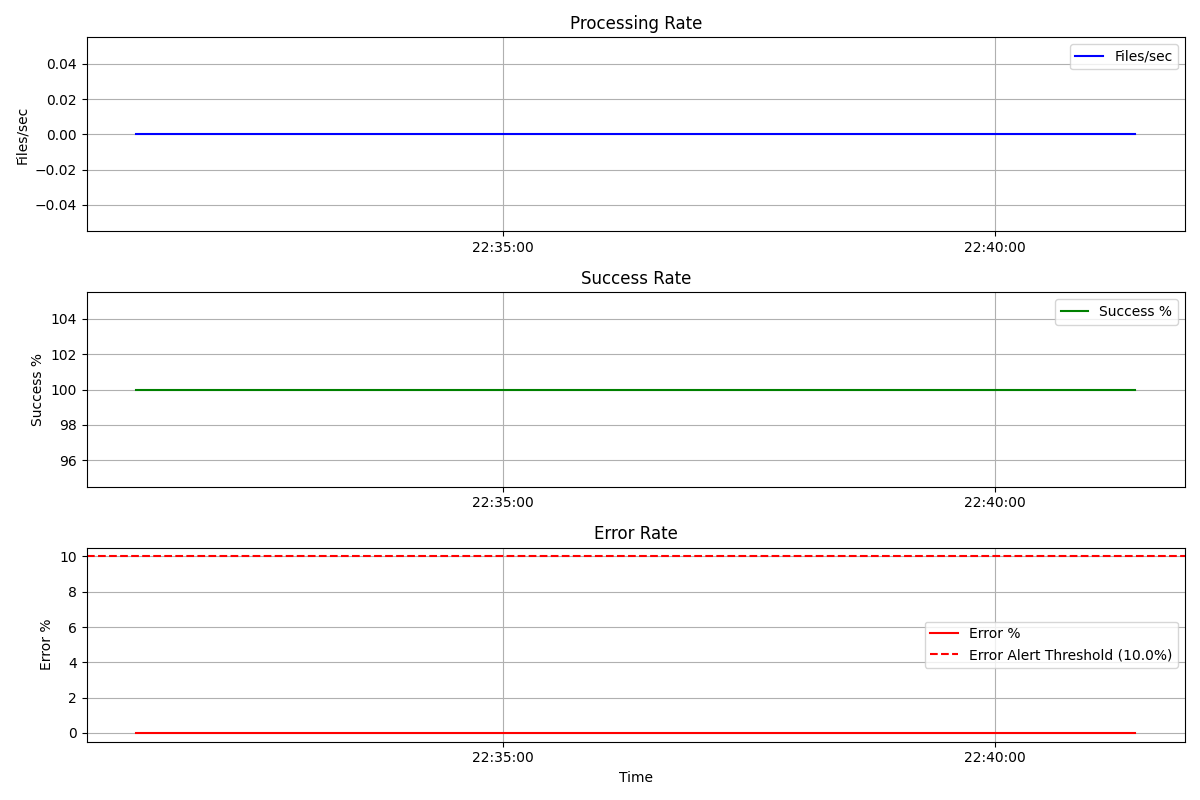 Processing Rate
Files/sec
0.04
0.02
0.00
−0.02
−0.04
Files/sec
22:35:00
22:40:00
Success Rate
Success %
104
102
100
98
96
Success %
22:35:00
22:40:00
Error Rate
Error %
10
8
6
4
2
0
Error %
Error Alert Threshold (10.0%)
22:35:00
22:40:00
Time